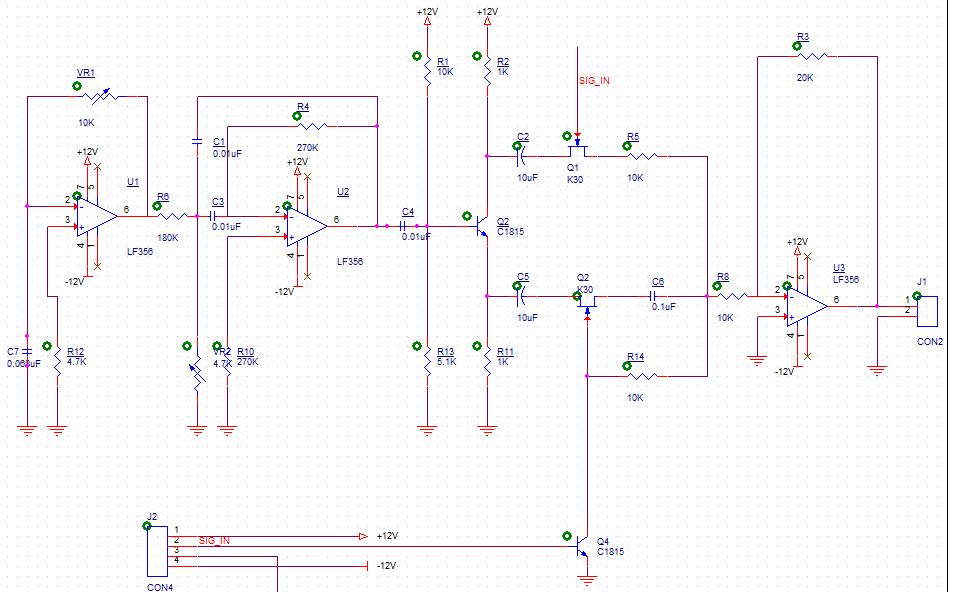 +12V
+12V
R3
20K
R1
10K
R2
1K
SIG_IN
VR1
10K
R4
270K
C1
0.01uF
C2
10uF
Q1
K30
R5
10K
+12V
7
5
U1
2
3
6
4
1
LF356
-12V
R6
180K
C3
0.01uF
+12V
7
5
U2
2
3
6
4
1
LF356
-12V
C4
0.01uF
Q2
C1815
C5
10uF
Q2
K30
C6
0.1uF
R8
10K
+12V
7
5
U3
LF356
2
3
6
4
1
-12V
J1
1
2
CON2
C7
R12
4.7K
VR2
4.7K
R10
270K
R13
5.1K
R11
1K
R14
10K
J2
1
2
3
4
SIG_IN
+12V
-12V
CON4
Q4
C1815